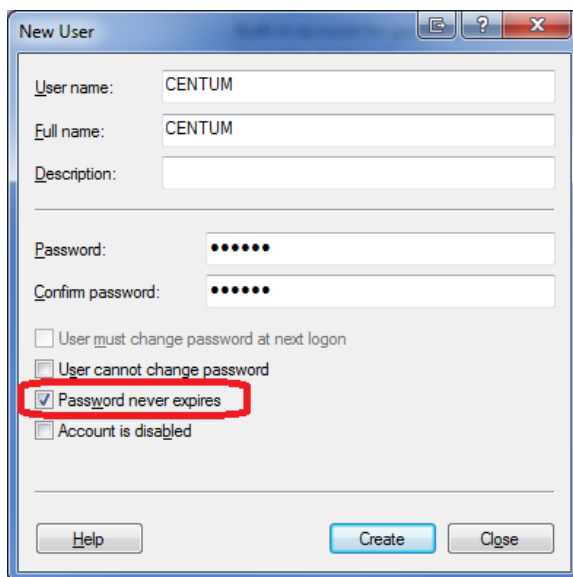 New User
User name: CENTUM
Full name: CENTUM
Description:
Password: ••••••
Confirm password: ••••••
User must change password at next logon
User cannot change password
Password never expires
Account is disabled
Help Create Close